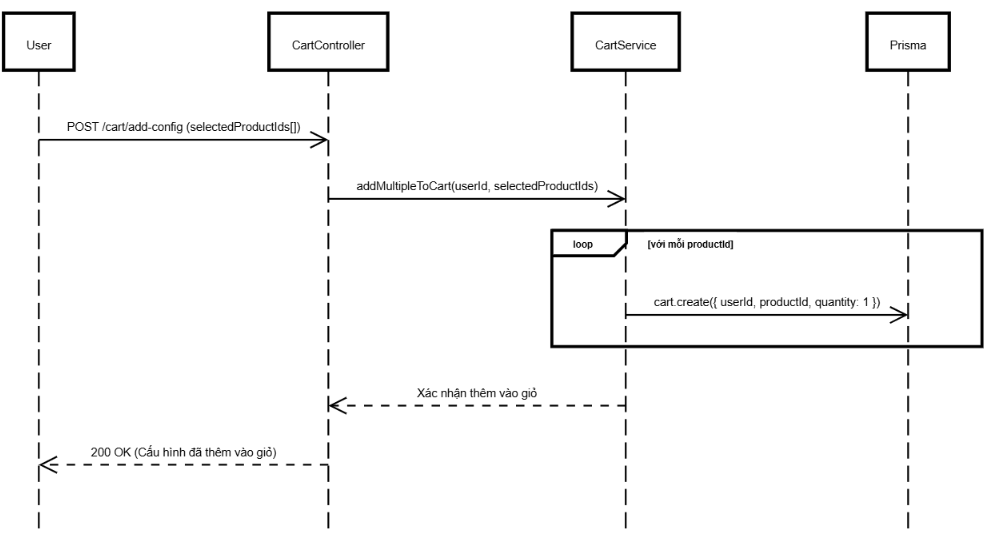 User
CartController
CartService
Prisma
POST /cart/add-config (selectedProductIds[])
addMultipleToCart(userId, selectedProductIds)
loop
[với mỗi productId]
cart.create({ userId, productId, quantity: 1 })
Xác nhận thêm vào giỏ
200 OK (Cấu hình đã thêm vào giỏ)